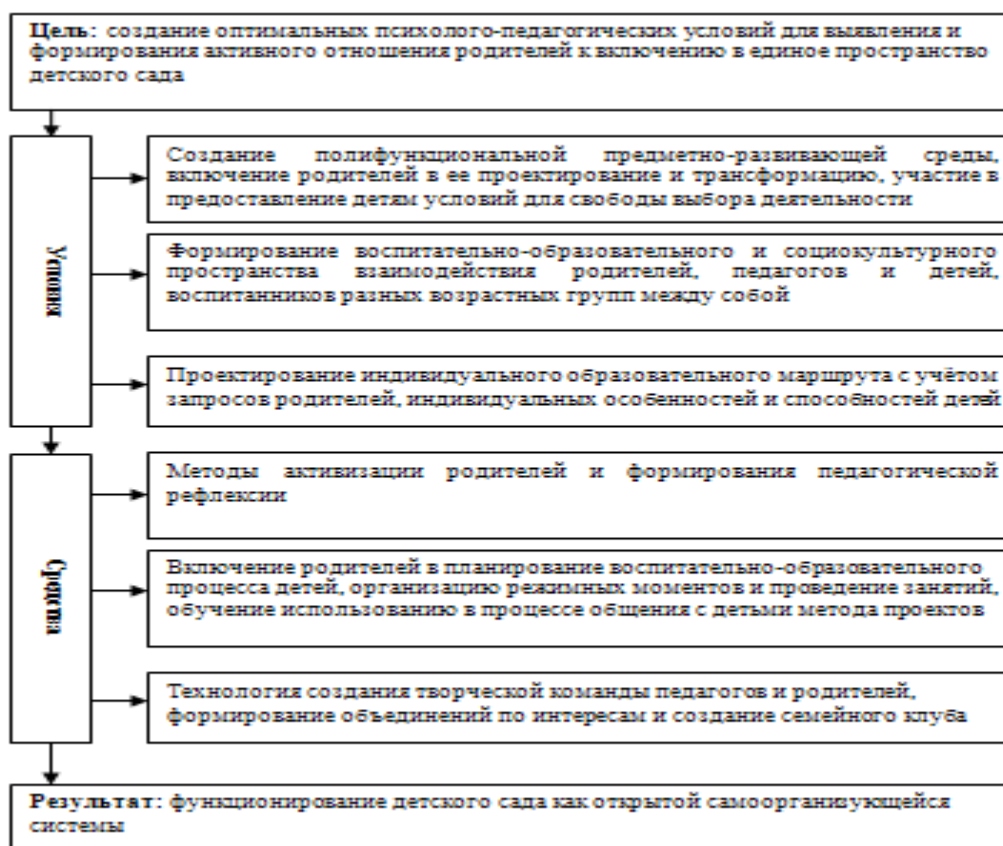 Цель: создание оптимальных психолого-педагогических условий для выявления и
формирования активного отношения родителей к включению в единое пространство
детского сада
Условия
Создание полифункциональной предметно-развивающей среды,
включение родителей в ее проектирование и трансформацию, участие в
предоставление детям условий для свободы выбора деятельности
Формирование воспитательно-образовательного и социокультурного
пространства взаимодействия родителей, педагогов и детей,
воспитанников разных возрастных групп между собой
Проектирование индивидуального образовательного маршрута с учётом
запросов родителей, индивидуальных особенностей и способностей детей
Средства
Методы активизации родителей и формирования педагогической
рефлексии
Включение родителей в планирование воспитательно-образовательного
процесса детей, организацию режимных моментов и проведение занятий,
обучение использованию в процессе общения с детьми метода проектов
Технология создания творческой команды педагогов и родителей,
формирование объединений по интересам и создание семейного клуба
Результат: функционирование детского сада как открытой самоорганизующейся
системы